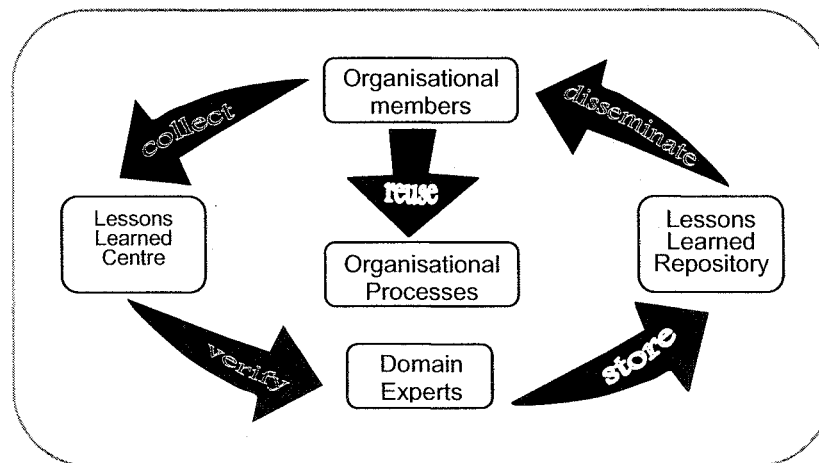 Organisational
members
collect
disseminate
reuse
Lessons
Learned
Centre
Lessons
Learned
Repository
Organisational
Processes
verify
Domain
Experts
store